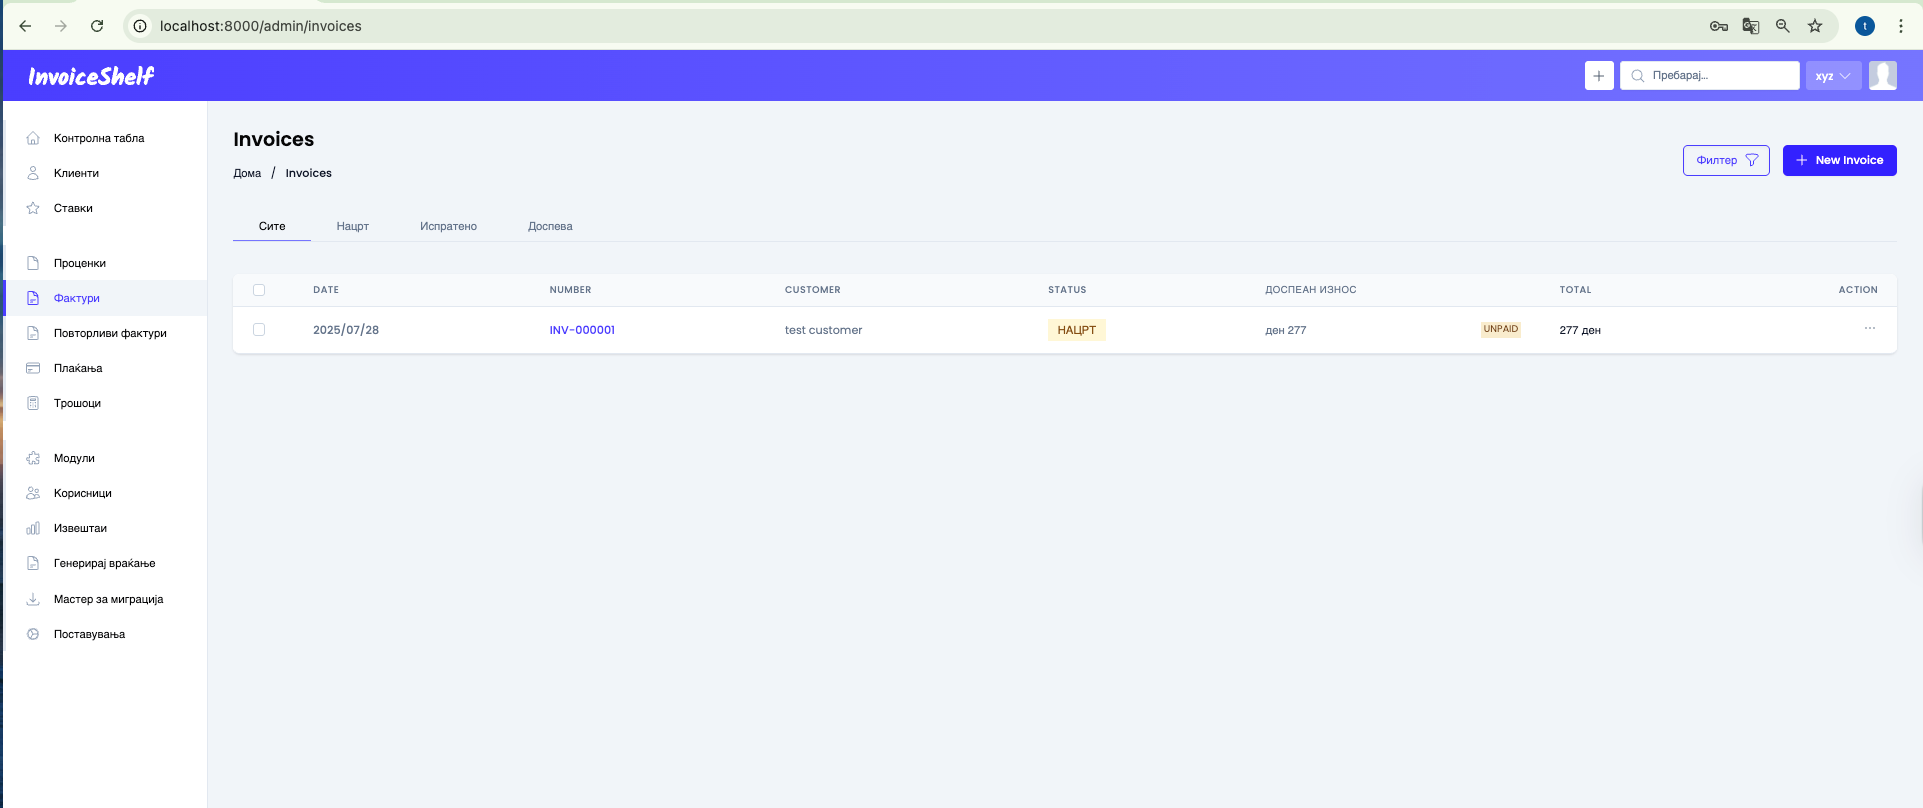 localhost:8000/admin/invoices
t
InvoiceShelf
Пребарај...
xyz
Контролна табла
Клиенти
Ставки
Проценки
Фактури
Повторливи фактури
Плаќања
Трошоци
Модули
Корисници
Извештаи
Генерирај враќање
Мастер за миграција
Поставувања
Invoices
Дома / Invoices
Филтер
New Invoice
Сите Нацрт Испратено Доспева
DATE NUMBER CUSTOMER STATUS ДОСПЕАН ИЗНОС TOTAL ACTION
2025/07/28 INV-000001 test customer НАЦРТ ден 277 UNPAID 277 ден